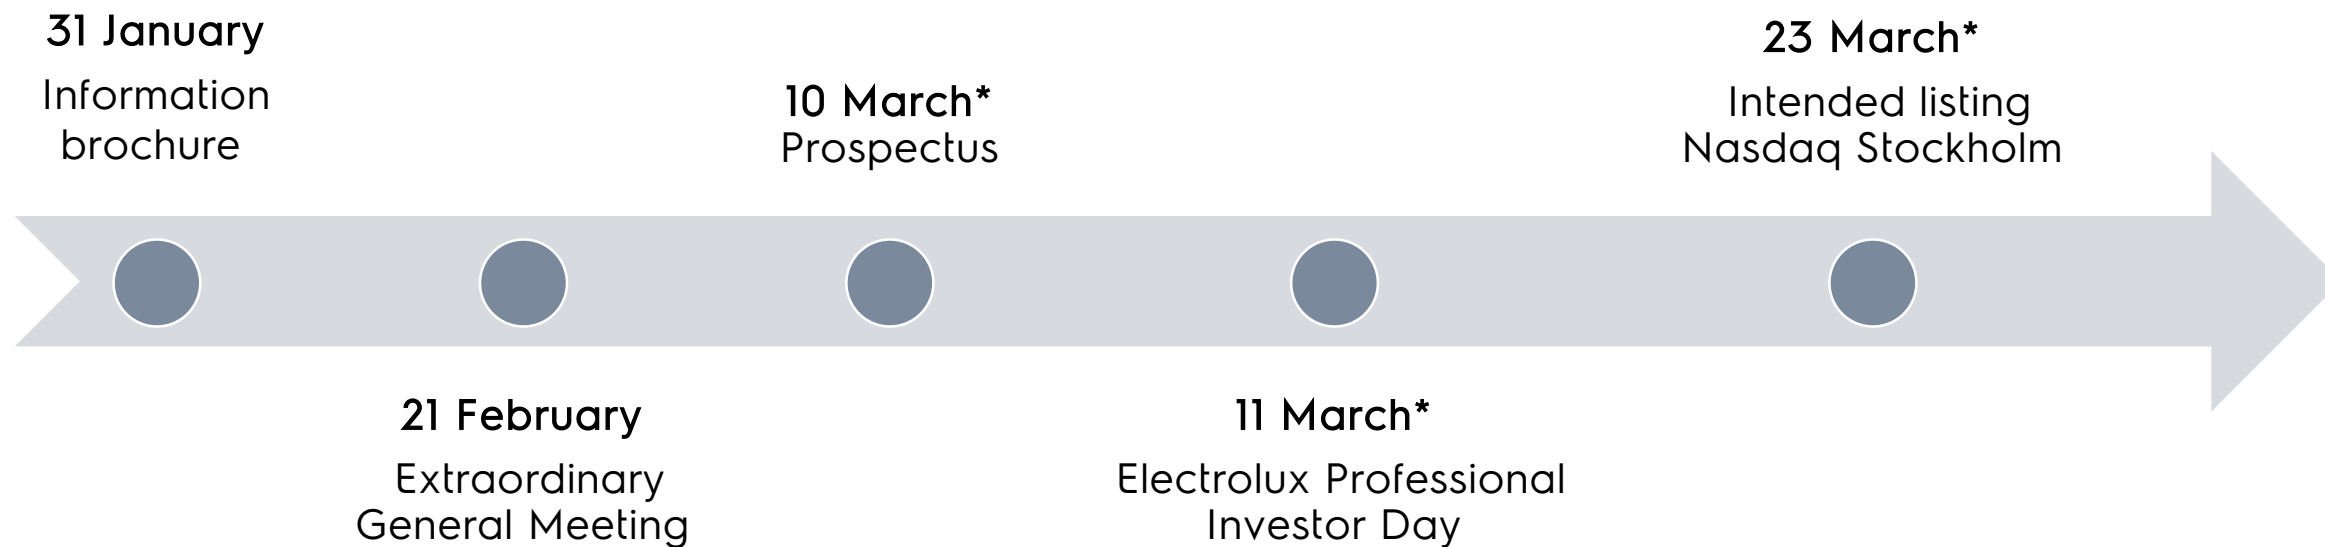 31 January
Information
brochure
21 February
Extraordinary
General Meeting
10 March*
Prospectus
11 March*
Electrolux Professional
Investor Day
23 March*
Intended listing
Nasdaq Stockholm